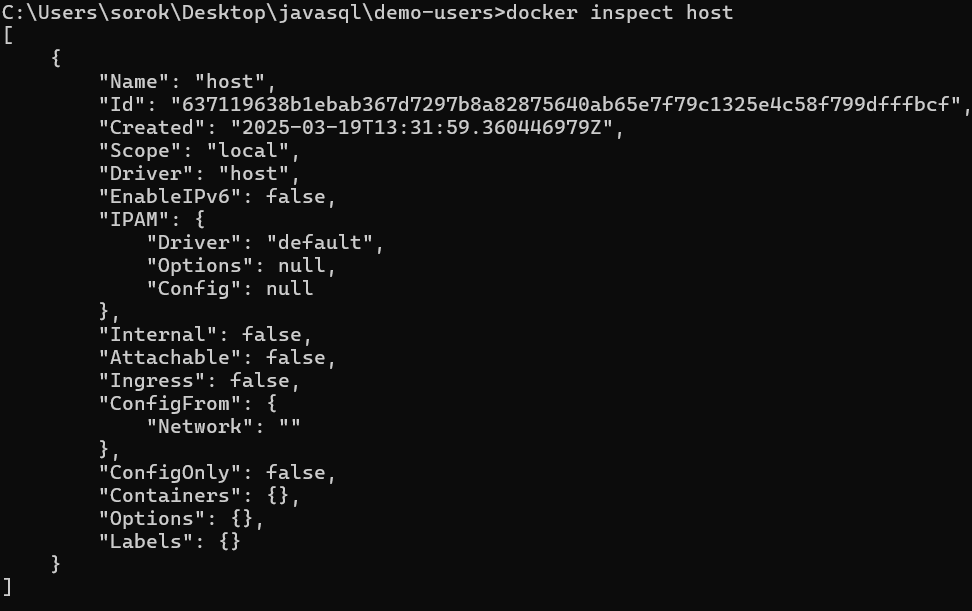 C:\Users\sorok\Desktop\javasql\demo-users>docker inspect host
[
    {
        "Name": "host",
        "Id": "637119638b1ebab367d7297b8a82875640ab65e7f79c1325e4c58f799dfffbcf",
        "Created": "2025-03-19T13:31:59.360446979Z",
        "Scope": "local",
        "Driver": "host",
        "EnableIPv6": false,
        "IPAM": {
            "Driver": "default",
            "Options": null,
            "Config": null
        },
        "Internal": false,
        "Attachable": false,
        "Ingress": false,
        "ConfigFrom": {
            "Network": ""
        },
        "ConfigOnly": false,
        "Containers": {},
        "Options": {},
        "Labels": {}
    }
]